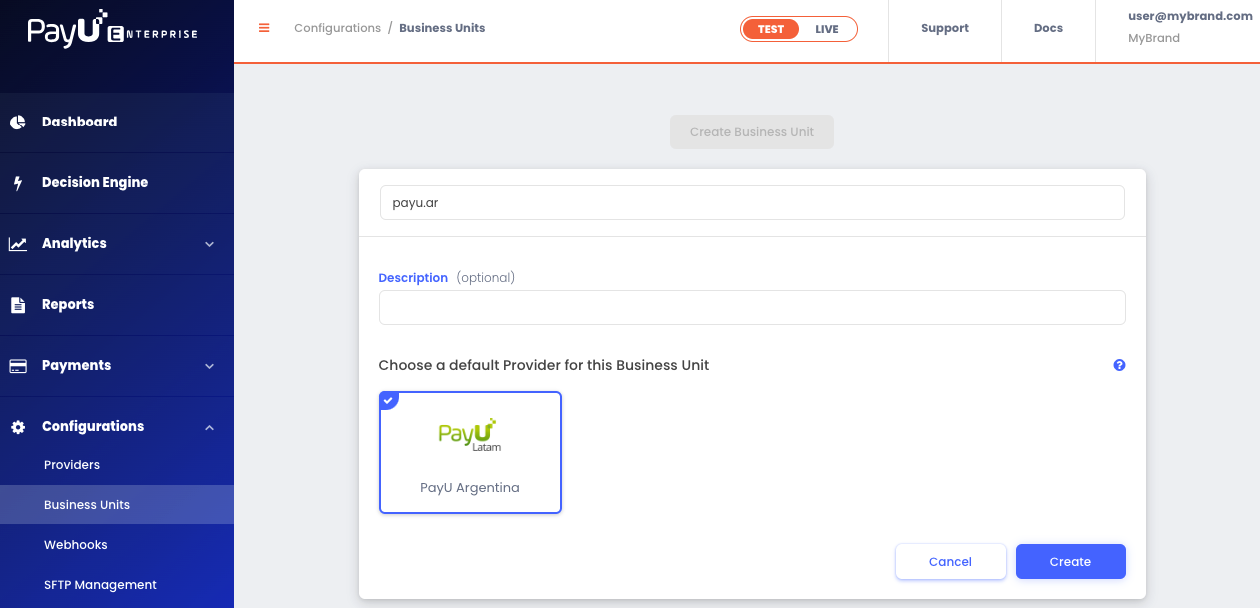 PayU ENTERPRISE
Dashboard
Decision Engine
Analytics
Reports
Payments
Configurations
Providers
Business Units
Webhooks
SFTP Management
Configurations / Business Units
TEST LIVE
Support
Docs
user@mybrand.com
MyBrand
Create Business Unit
payu.ar
Description (optional)
Choose a default Provider for this Business Unit
?
PayU Latam
PayU Argentina
Cancel
Create